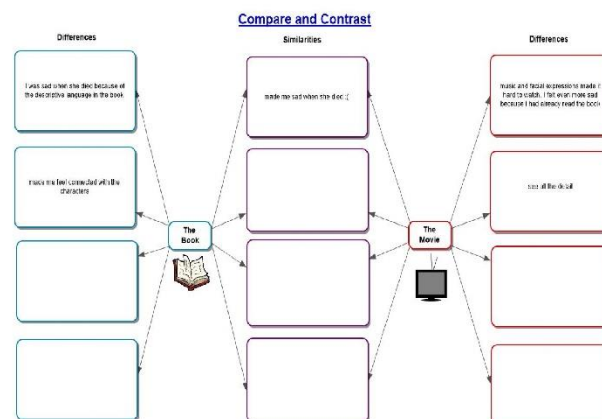 Compare and Contrast
Differences
Similarities
Differences
I was sad when she died because of
the descriptive language in the book
made me sad when she died :(
music and facial expressions made it
hard to watch. I felt even more sad
because I had already read the book
made me feel connected with the
characters
see all the detail
The
Book
The
Movie